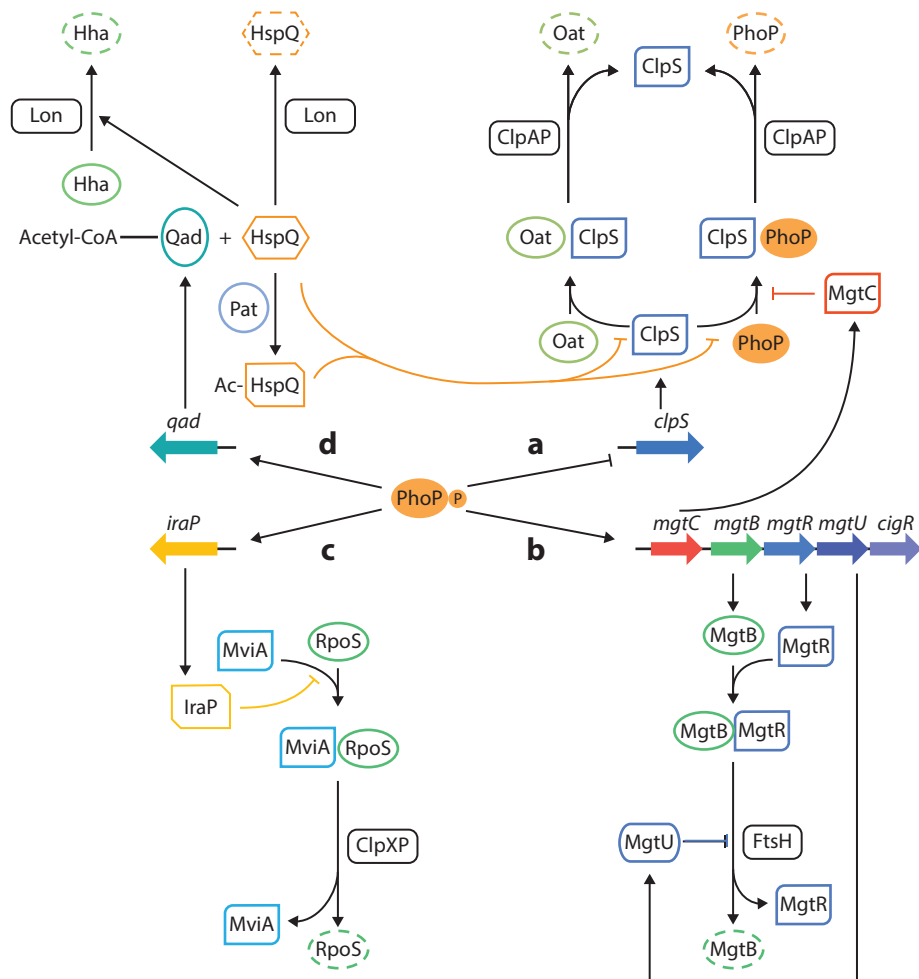 Hha
HspQ
Oat
PhoP
ClpS
Lon
Lon
ClpAP
ClpAP
Hha
Acetyl-CoA
Qad
+
HspQ
Oat
ClpS
ClpS
PhoP
Pat
MgtC
Oat
ClpS
PhoP
Ac-
HspQ
qad
d
a
clpS
PhoP
P
iraP
c
b
mgtC
mgtB
mgtR
mgtU
cigR
MviA
RpoS
MgtB
MgtR
IraP
MviA
RpoS
MgtB
MgtR
ClpXP
MgtU
FtsH
MviA
RpoS
MgtR
MgtB